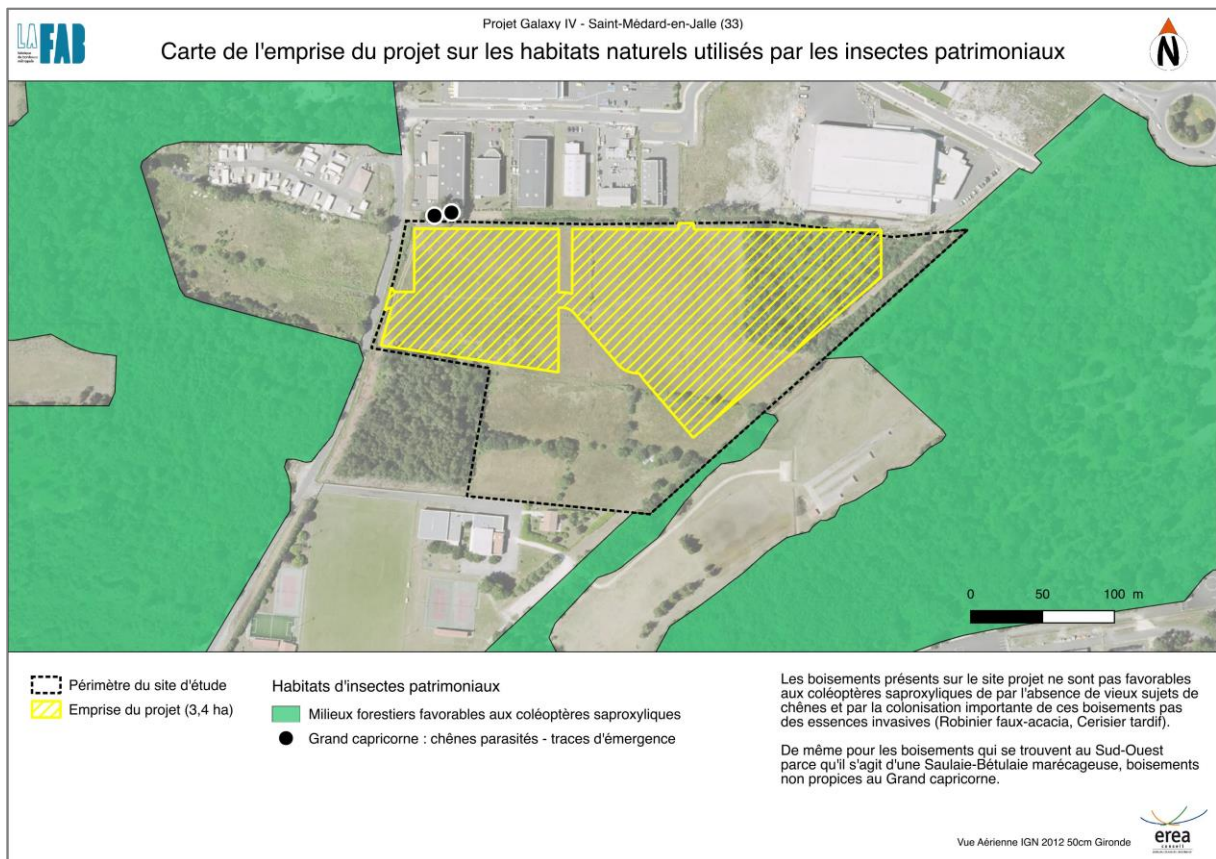 LA
FAB
Projet Galaxy IV - Saint-Médard-en-Jalle (33)
Carte de l'emprise du projet sur les habitats naturels utilisés par les insectes patrimoniaux
N
0 50 100 m
Périmètre du site d'étude
Emprise du projet (3,4 ha)
Habitats d'insectes patrimoniaux
Milieux forestiers favorables aux coléoptères saproxyliques
Grand capricorne : chênes parasités - traces d'émergence
Les boisements présents sur le site projet ne sont pas favorables
aux coléoptères saproxyliques de par l'absence de vieux sujets de
chênes et par la colonisation importante de ces boisements pas
des essences invasives (Robinier faux-acacia, Cerisier tardif).
De même pour les boisements qui se trouvent au Sud-Ouest
parce qu'il s'agit d'une Saulaie-Bétulaie marécageuse, boisements
non propices au Grand capricorne.
Vue Aérienne IGN 2012 50cm Gironde
erea
conseil